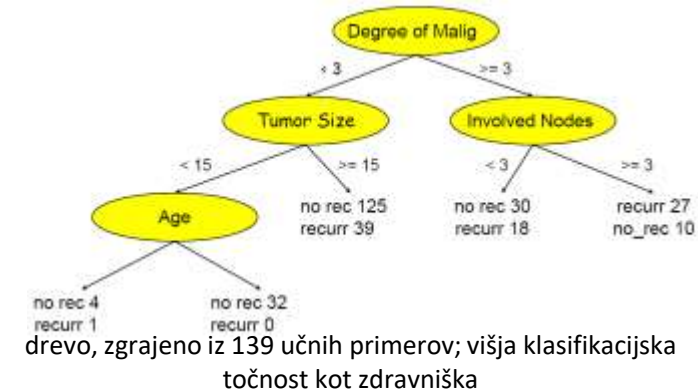 Degree of Malig
< 3
>= 3
Tumor Size
Involved Nodes
< 15
>= 15
< 3
>= 3
Age
no rec 125
recurr 39
no rec 30
recurr 18
recurr 27
no_rec 10
no rec 4
recurr 1
no rec 32
recurr 0
drevo, zgrajeno iz 139 učnih primerov; višja klasifikacijska
točnost kot zdravniška